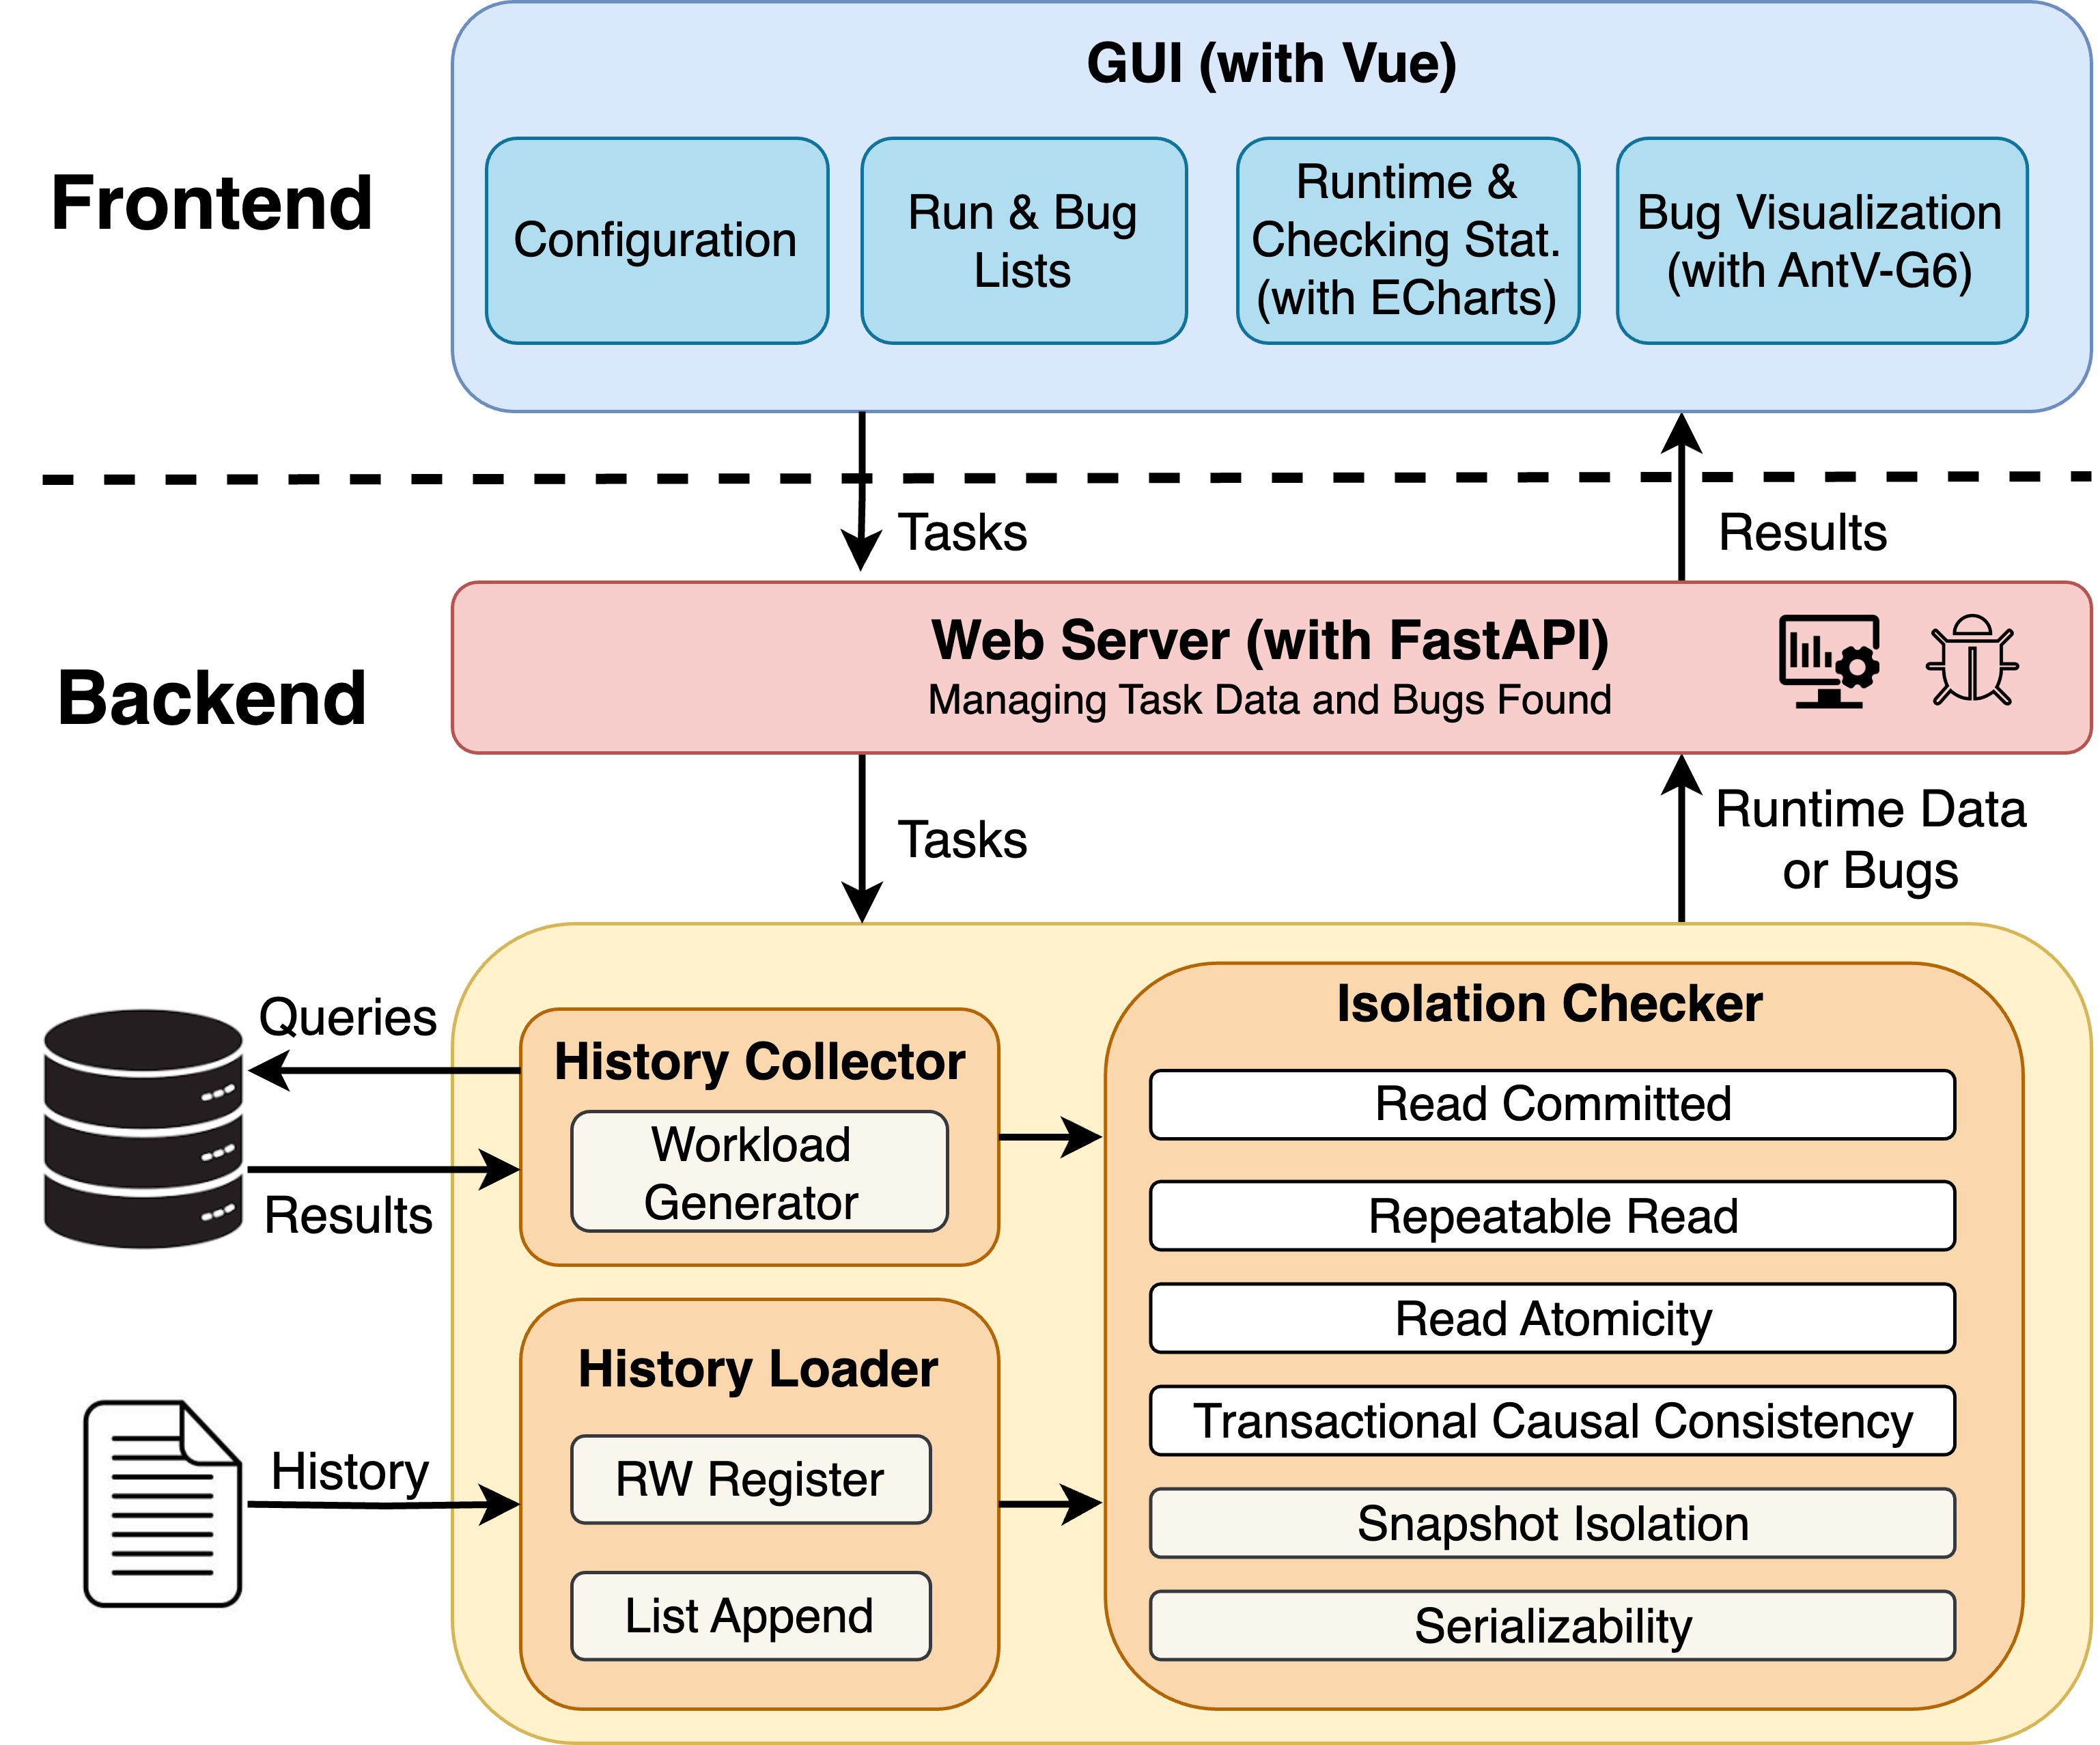 GUI (with Vue)
Frontend
Configuration
Run & Bug
Lists
Runtime &
Checking Stat.
(with ECharts)
Bug Visualization
(with AntV-G6)
Tasks
Results
Backend
Web Server (with FastAPI)
Managing Task Data and Bugs Found
Tasks
Runtime Data
or Bugs
Queries
Results
History Collector
Workload
Generator
History
History Loader
RW Register
List Append
Isolation Checker
Read Committed
Repeatable Read
Read Atomicity
Transactional Causal Consistency
Snapshot Isolation
Serializability